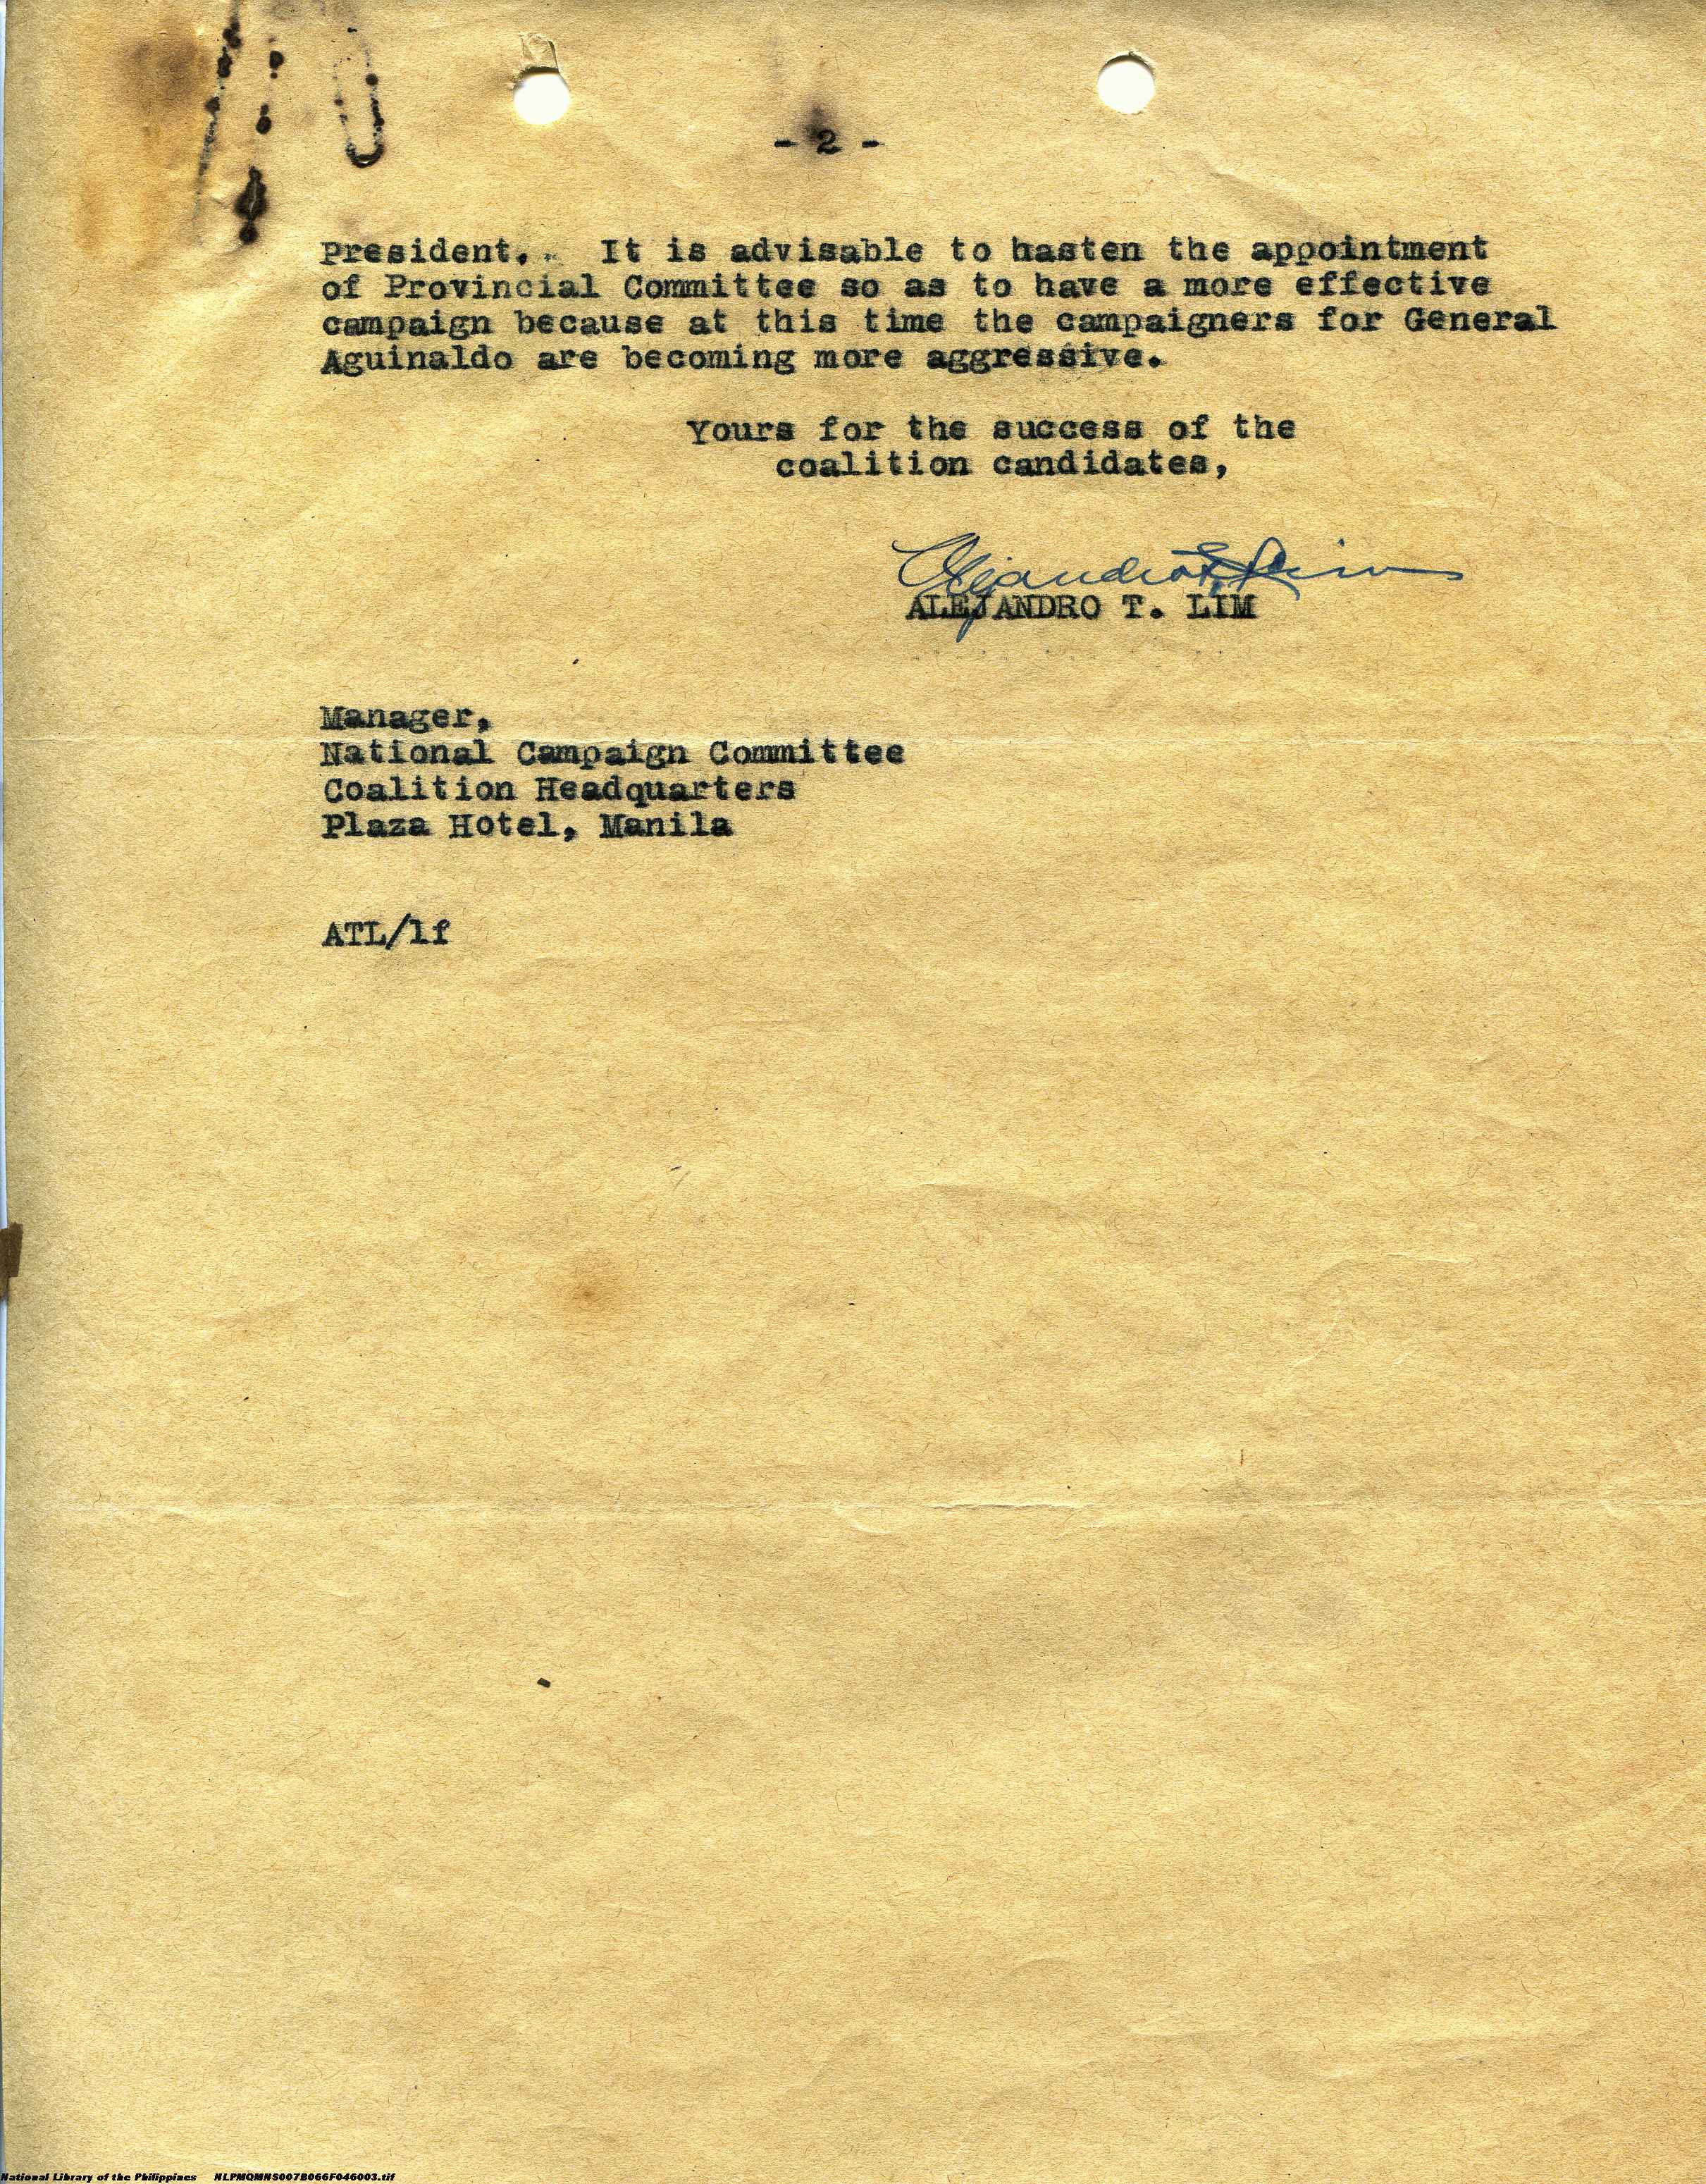 - 2 -
President. It is advisable to hasten the appointment
of Provincial Committee so as to have a more effective
campaign because at this time the campaigners for General
Aguinaldo are becoming more aggressive.
Yours for the success of the
coalition candidates,
Alejandro T. Lim
ALEJANDRO T. LIM
Manager,
National Campaign Committee
Coalition Headquarters
Plaza Hotel, Manila
ATL/lf
National Library of the Philippines NLPMQMNS007B066F046003.tif